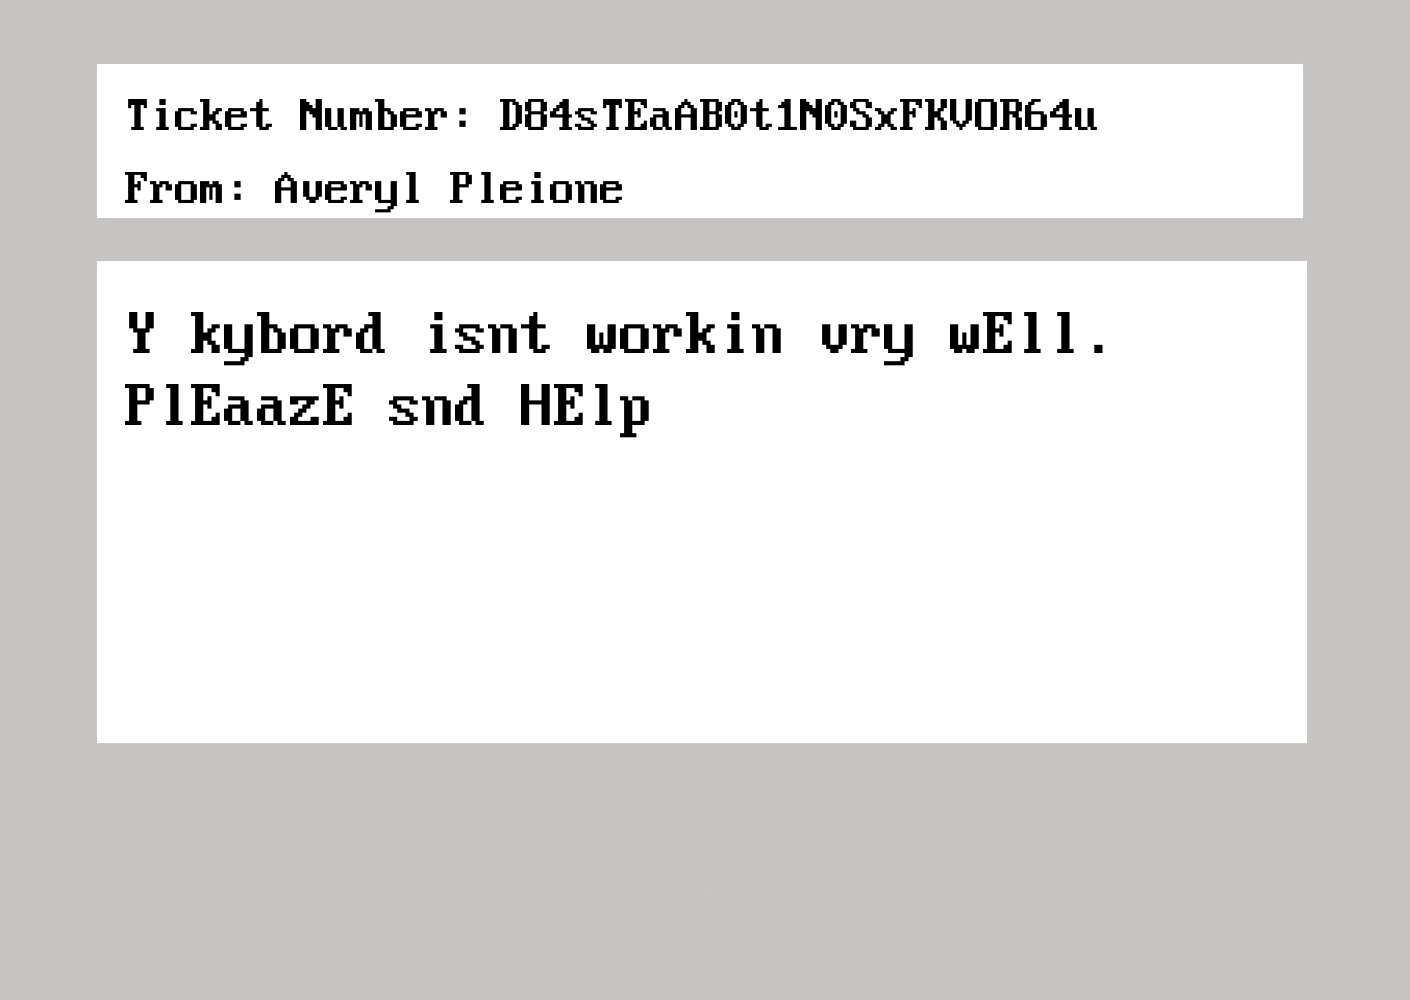 Ticket Number: D84sTEaAB0t1N0SxFKVOR64u
From: Averyl Pleione
Y kybord isnt workin vry wEll.
PlEaazE snd HElp